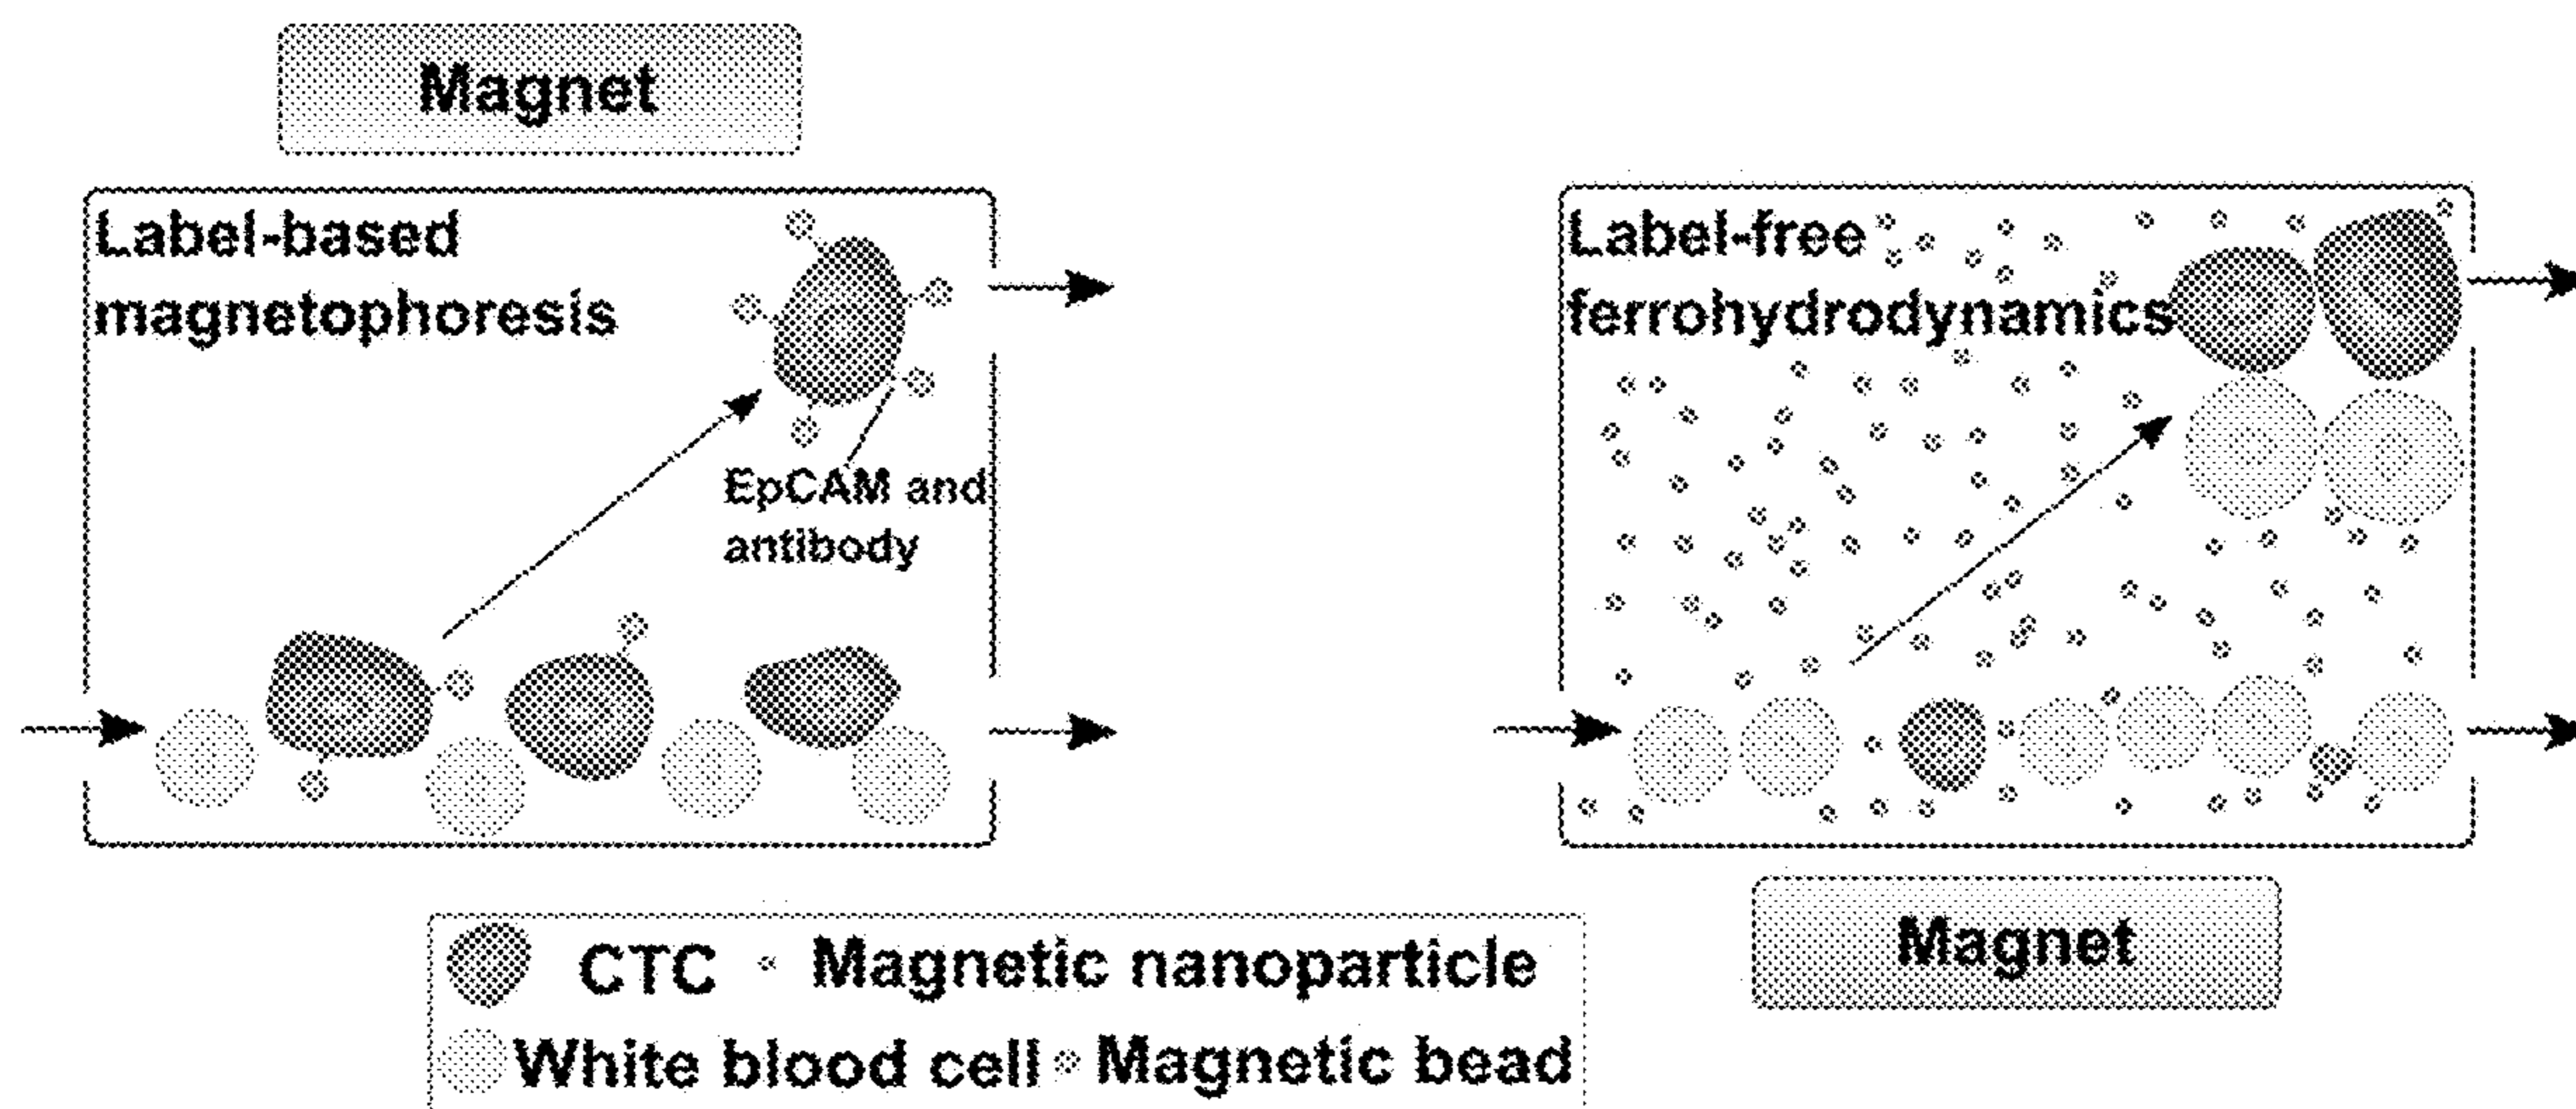 Magnet
Label-based
magnetophoresis
EpCAM and
antibody
Label-free
ferrohydrodynamics
Magnet
CTC Magnetic nanoparticle
White blood cell Magnetic bead